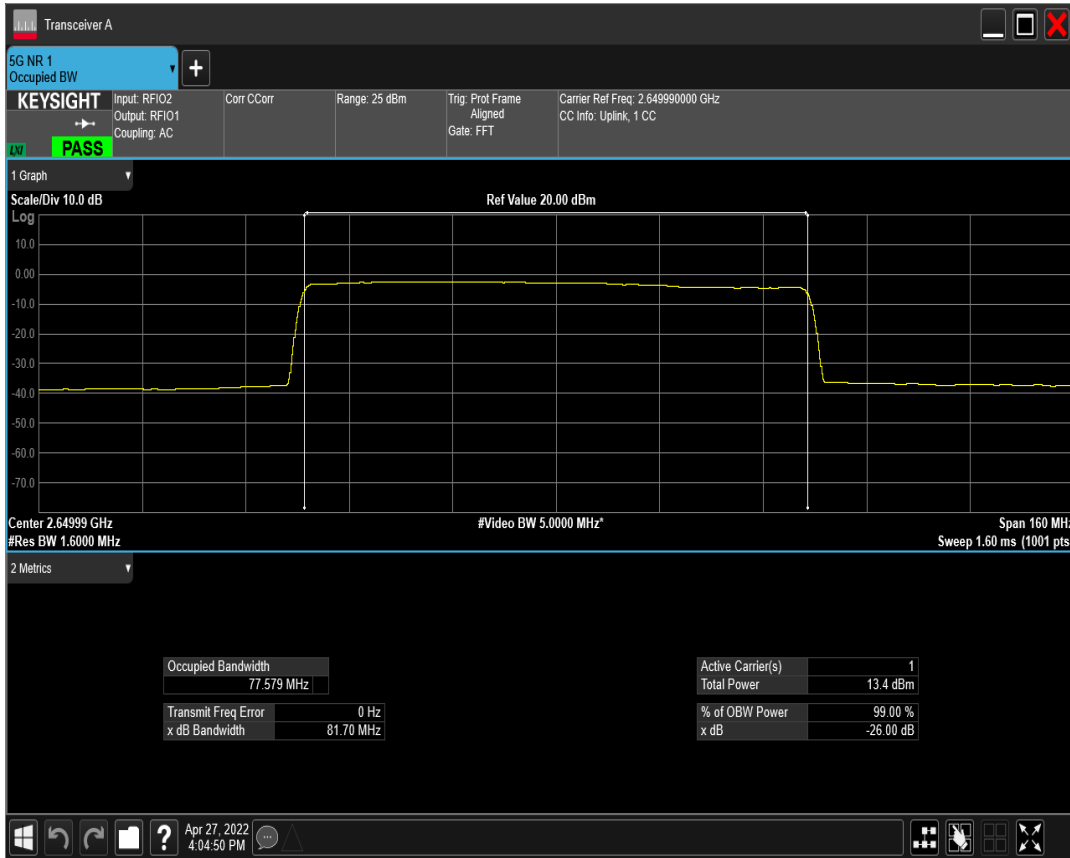 Transceiver A
5G NR 1
Occupied BW
KEYSIGHT
LXI
PASS
Input: RFIO2
Output: RFIO1
Coupling: AC
Corr CCorr
Range: 25 dBm
Trig: Prot Frame
Aligned
Gate: FFT
Carrier Ref Freq: 2.649990000 GHz
CC Info: Uplink, 1 CC
1 Graph
Scale/Div 10.0 dB
Ref Value 20.00 dBm
Log
10.0
0.00
-10.0
-20.0
-30.0
-40.0
-50.0
-60.0
-70.0
Center 2.64999 GHz
#Video BW 5.0000 MHz*
Span 160 MHz
#Res BW 1.6000 MHz
Sweep 1.60 ms (1001 pts
2 Metrics
Occupied Bandwidth
77.579 MHz
Transmit Freq Error 0 Hz
x dB Bandwidth 81.70 MHz
Active Carrier(s) 1
Total Power 13.4 dBm
% of OBW Power 99.00 %
x dB -26.00 dB
Apr 27, 2022
4:04:50 PM